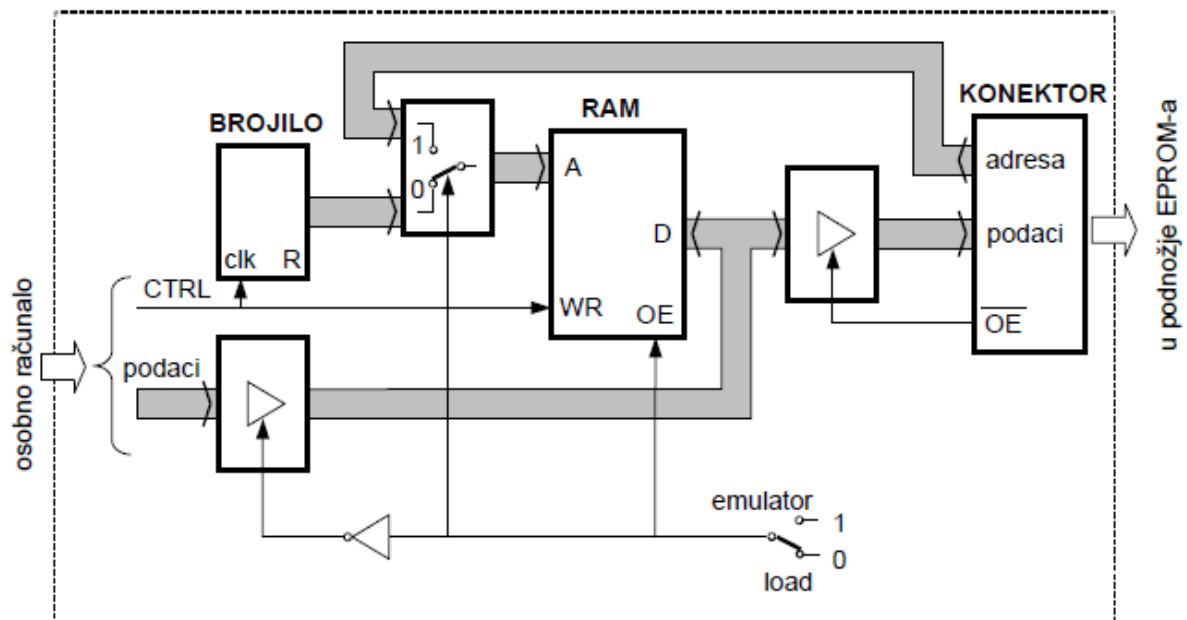 BROJILO
clk R
1
0
RAM
A
D
WR
OE
KONEKTOR
adresa
podaci
OE
u podnožje EPROM-a
osobno računalo
CTRL
podaci
emulator
1
0
load